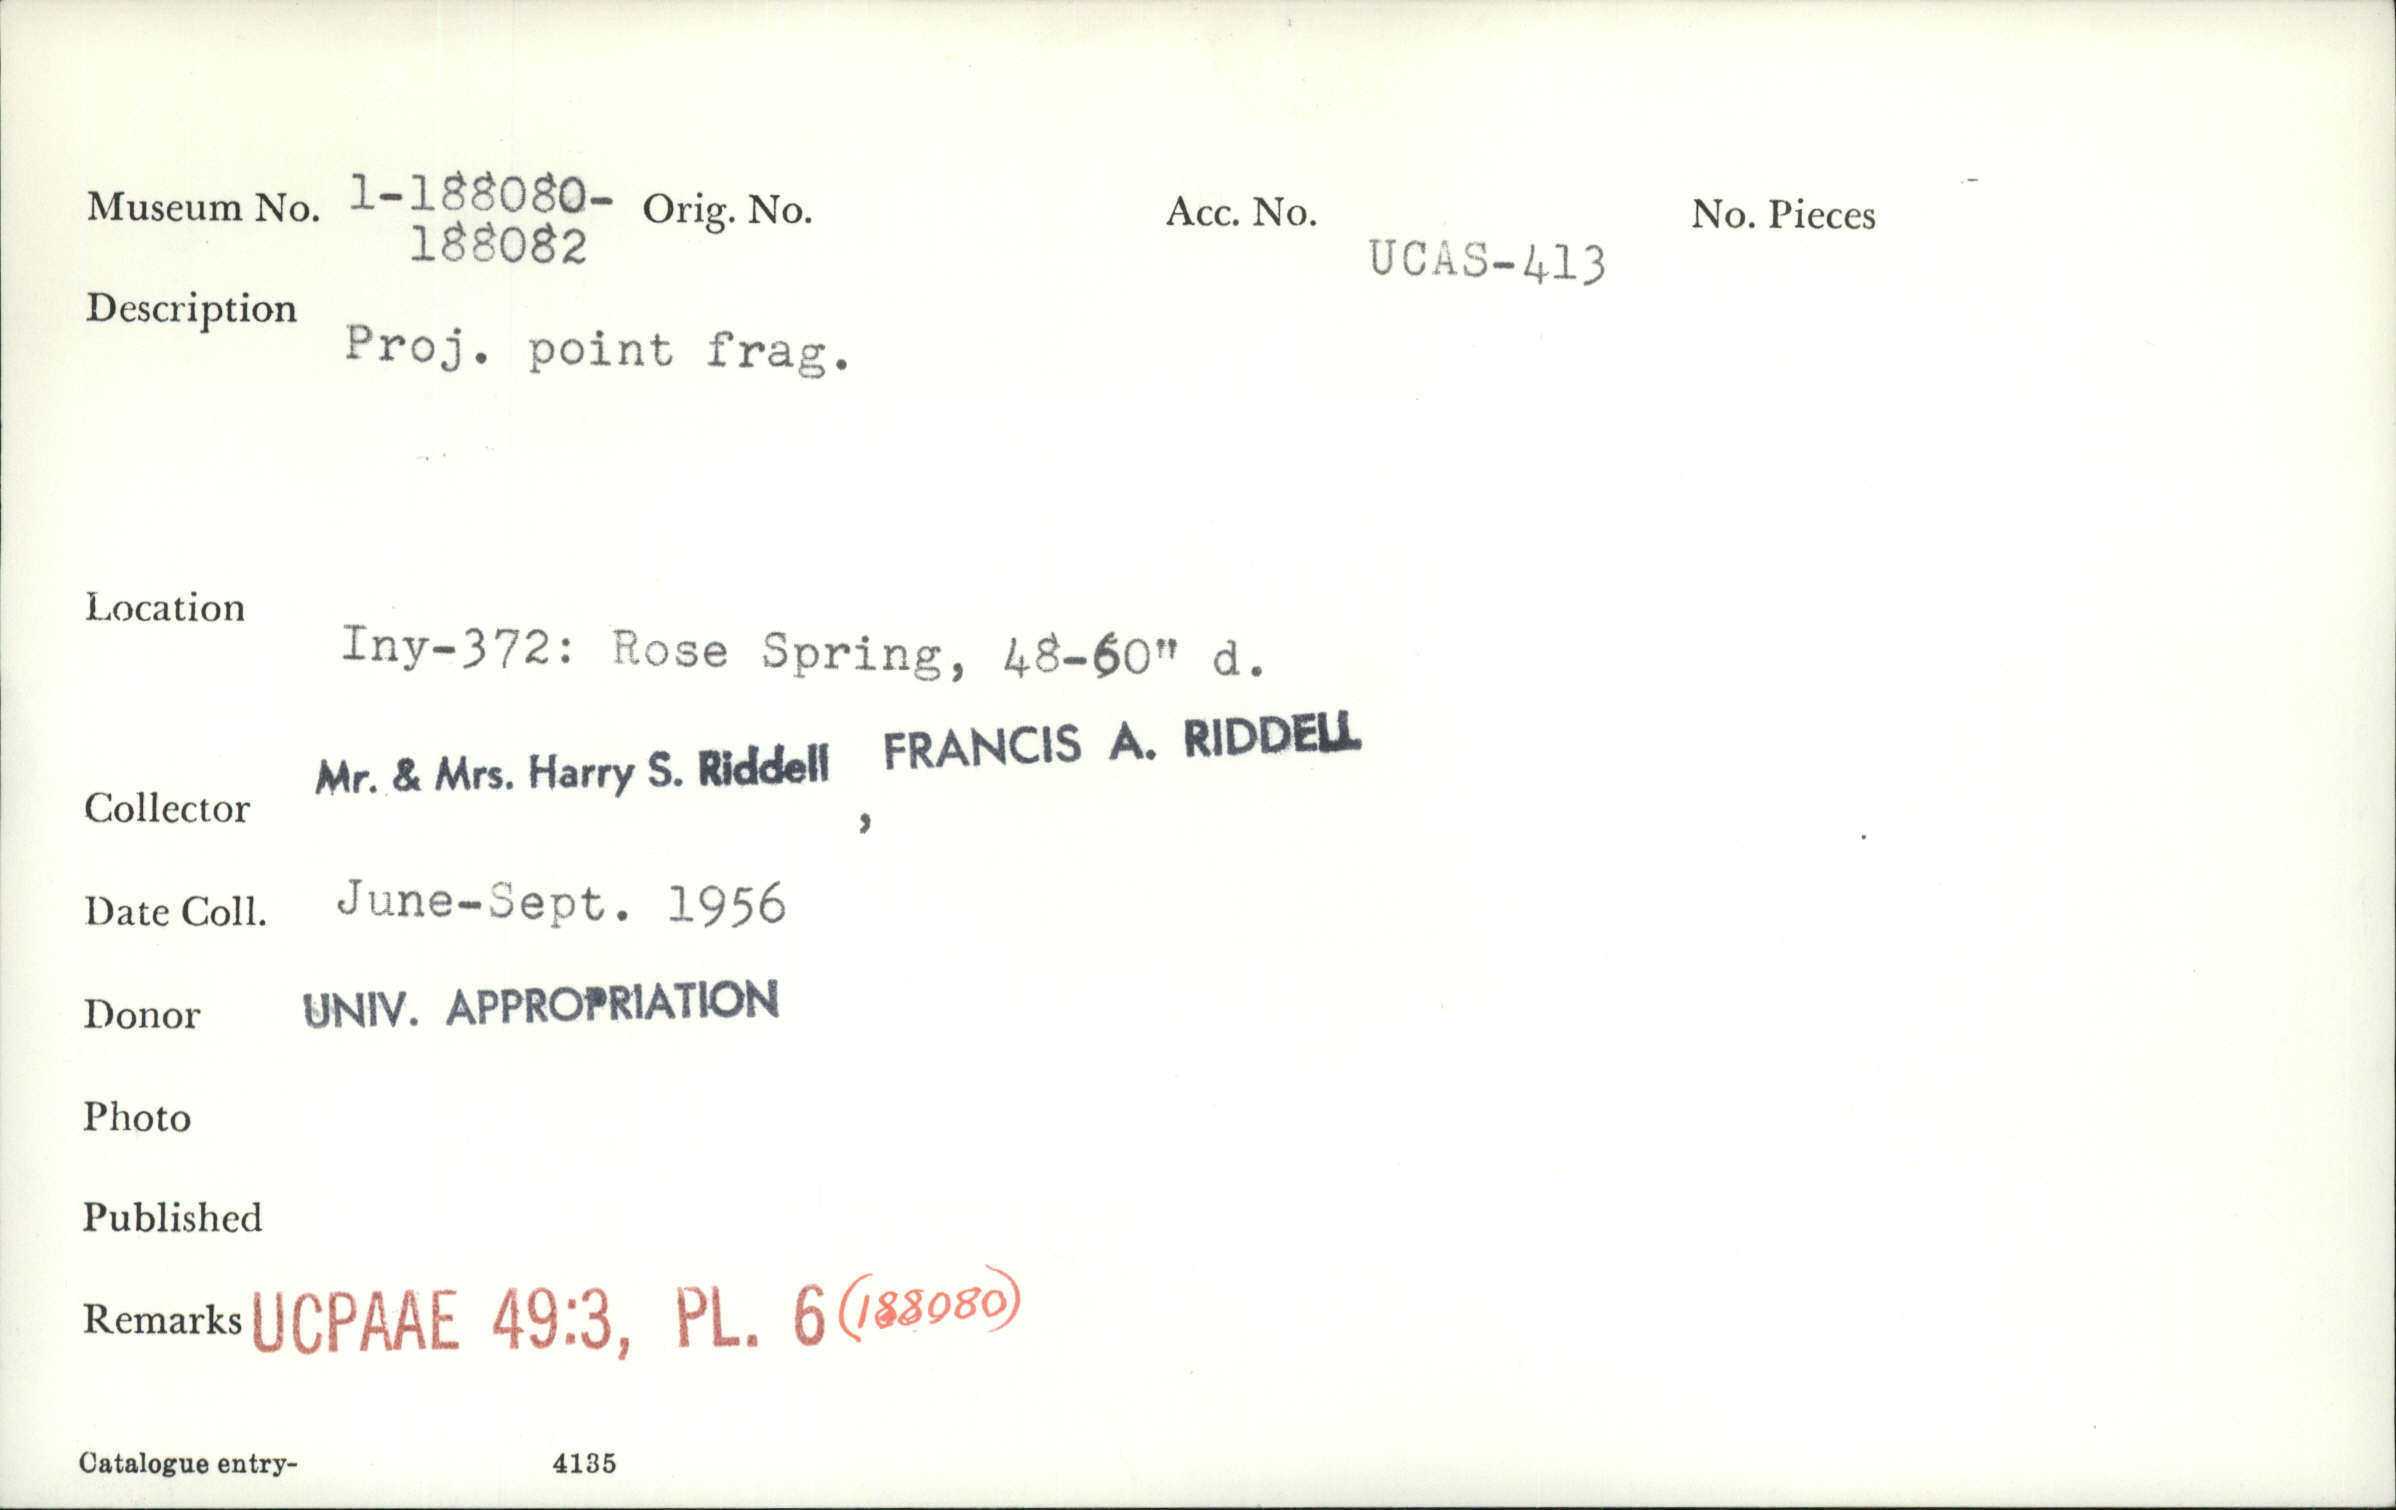 Museum No. 1-188080- Orig. No. Acc. No. No. Pieces
188082 UCAS-413
Description
Proj. point frag.
Location
Iny-372: Rose Spring, 48-60" d.
Mr. & Mrs. Harry S. Riddell , FRANCIS A. RIDDELL
Collector ,
Date Coll. June-Sept. 1956
Donor UNIV. APPROPRIATION
Photo
Published
Remarks UCPAAE 49:3, PL. 6 (188080)
Catalogue entry- 4135